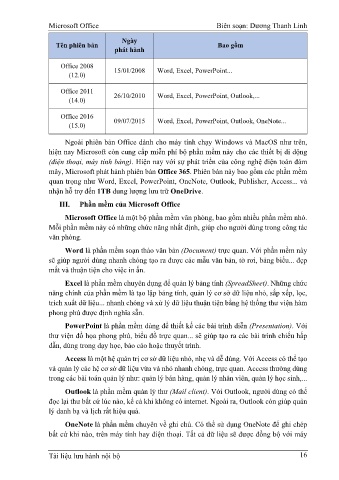 Microsoft Office Biên soạn: Dương Thanh Linh
Tên phiên bản Ngày phát hành Bao gồm
Office 2008 (12.0) 15/01/2008 Word, Excel, PowerPoint...
Office 2011 (14.0) 26/10/2010 Word, Excel, PowerPoint, Outlook,...
Office 2016 (15.0) 09/07/2015 Word, Excel, PowerPoint, Outlook, OneNote...
Ngoài phiên bản Office dành cho máy tính chạy Windows và MacOS như trên,
hiện nay Microsoft còn cung cấp miễn phí bộ phần mềm này cho các thiết bị di động
(điện thoại, máy tính bảng). Hiện nay với sự phát triển của công nghệ điện toán đám
mây, Microsoft phát hành phiên bản Office 365. Phiên bản này bao gồm các phần mềm
quan trọng như Word, Excel, PowerPoint, OneNote, Outlook, Publisher, Access... và
nhận hỗ trợ đến 1TB dung lượng lưu trữ OneDrive.
III. Phần mềm của Microsoft Office
Microsoft Office là một bộ phần mềm văn phòng, bao gồm nhiều phần mềm nhỏ.
Mỗi phần mềm này có những chức năng nhất định, giúp cho người dùng trong công tác
văn phòng.
Word là phần mềm soạn thảo văn bản (Document) trực quan. Với phần mềm này
sẽ giúp người dùng nhanh chóng tạo ra được các mẫu văn bản, tờ rơi, bảng biểu... đẹp
mắt và thuận tiện cho việc in ấn.
Excel là phần mềm chuyên dụng để quản lý bảng tính (SpreadSheet). Những chức
năng chính của phần mềm là tạo lập bảng tính, quản lý cơ sở dữ liệu nhỏ, sắp xếp, lọc,
trích xuất dữ liệu... nhanh chóng và xử lý dữ liệu thuận tiện bằng hệ thống thư viện hàm
phong phú được định nghĩa sẵn.
PowerPoint là phần mềm dùng để thiết kế các bài trình diễn (Presentation). Với
thư viện đồ họa phong phú, biểu đồ trực quan... sẽ giúp tạo ra các bài trình chiếu hấp
dẫn, dùng trong dạy học, báo cáo hoặc thuyết trình.
Access là một hệ quản trị cơ sở dữ liệu nhỏ, nhẹ và dễ dùng. Với Access có thể tạo
và quản lý các hệ cơ sở dữ liệu vừa và nhỏ nhanh chóng, trực quan. Access thường dùng
trong các bài toán quản lý như: quản lý bán hàng, quản lý nhân viên, quản lý học sinh,...
Outlook là phần mềm quản lý thư (Mail client). Với Outlook, người dùng có thể
đọc lại thư bất cứ lúc nào, kể cả khi không có internet. Ngoài ra, Outlook còn giúp quản
lý danh bạ và lịch rất hiệu quả.
OneNote là phần mềm chuyên về ghi chú. Có thể sử dụng OneNote để ghi chép
bất cứ khi nào, trên máy tính hay điện thoại. Tất cả dữ liệu sẽ được đồng bộ với máy
Tài liệu lưu hành nội bộ 16